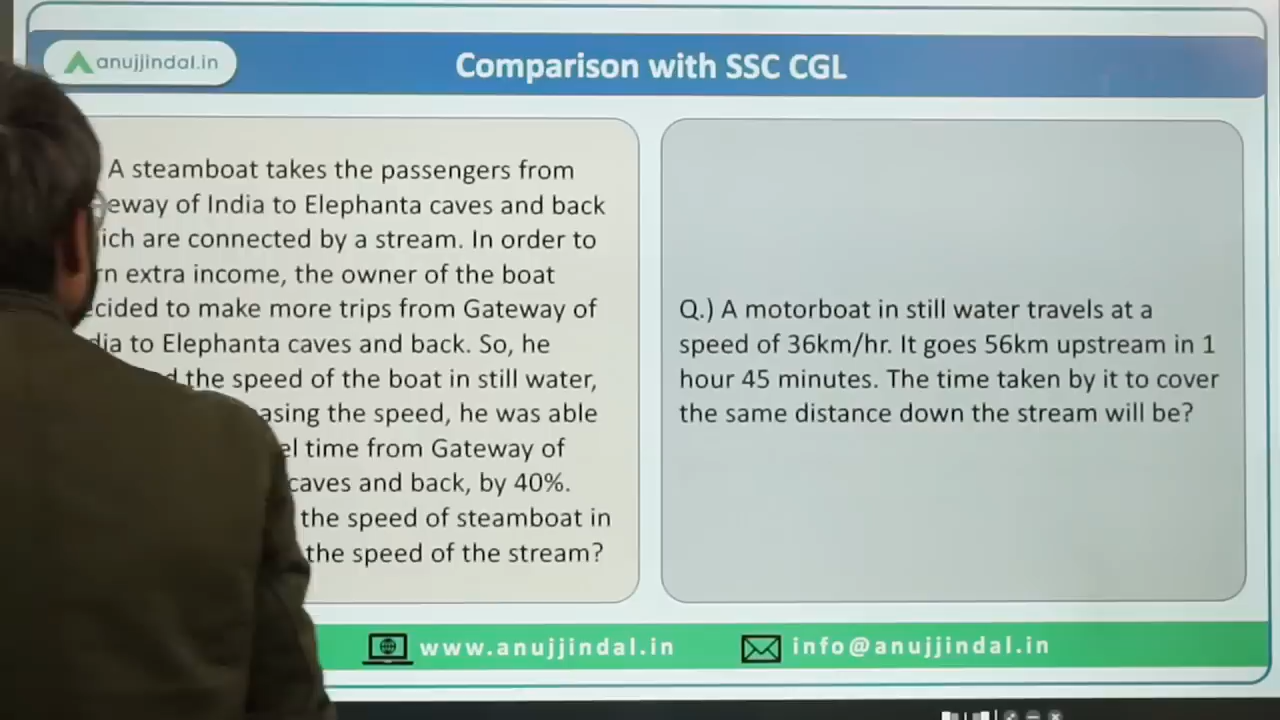 anujjindal.in
Comparison with SSC CGL
A steamboat takes the passengers from
eway of India to Elephanta caves and back
ich are connected by a stream. In order to
rn extra income, the owner of the boat
cided to make more trips from Gateway of
dia to Elephanta caves and back. So, he
the speed of the boat in still water,
asing the speed, he was able
el time from Gateway of
caves and back, by 40%.
the speed of steamboat in
the speed of the stream?
Q.) A motorboat in still water travels at a
speed of 36km/hr. It goes 56km upstream in 1
hour 45 minutes. The time taken by it to cover
the same distance down the stream will be?
www.anujjindal.in
info@anujjindal.in